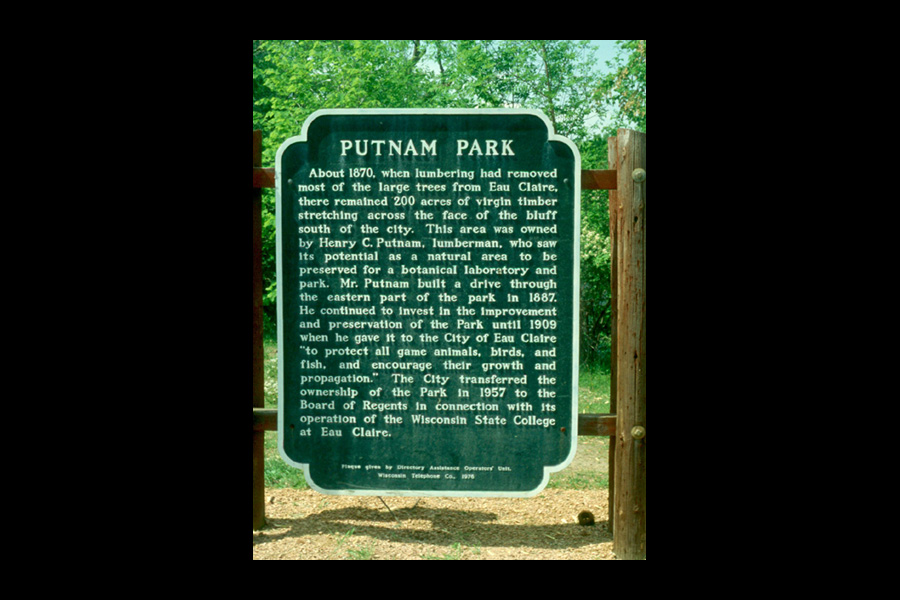 PUTNAM PARK
About 1870, when lumbering had removed
most of the large trees from Eau Claire,
there remained 200 acres of virgin timber
stretching across the face of the bluff
south of the city. This area was owned
by Henry C. Putnam, lumberman, who saw
its potential as a natural area to be
preserved for a botanical laboratory and
park. Mr. Putnam built a drive through
the eastern part of the park in 1887.
He continued to invest in the improvement
and preservation of the Park until 1909
when he gave it to the City of Eau Claire
"to protect all game animals, birds, and
fish, and encourage their growth and
propagation." The City transferred the
ownership of the Park in 1957 to the
Board of Regents in connection with its
operation of the Wisconsin State College
at Eau Claire.
Plaque given by Directory Assistance Operators' Unit,
Wisconsin Telephone Co., 1976